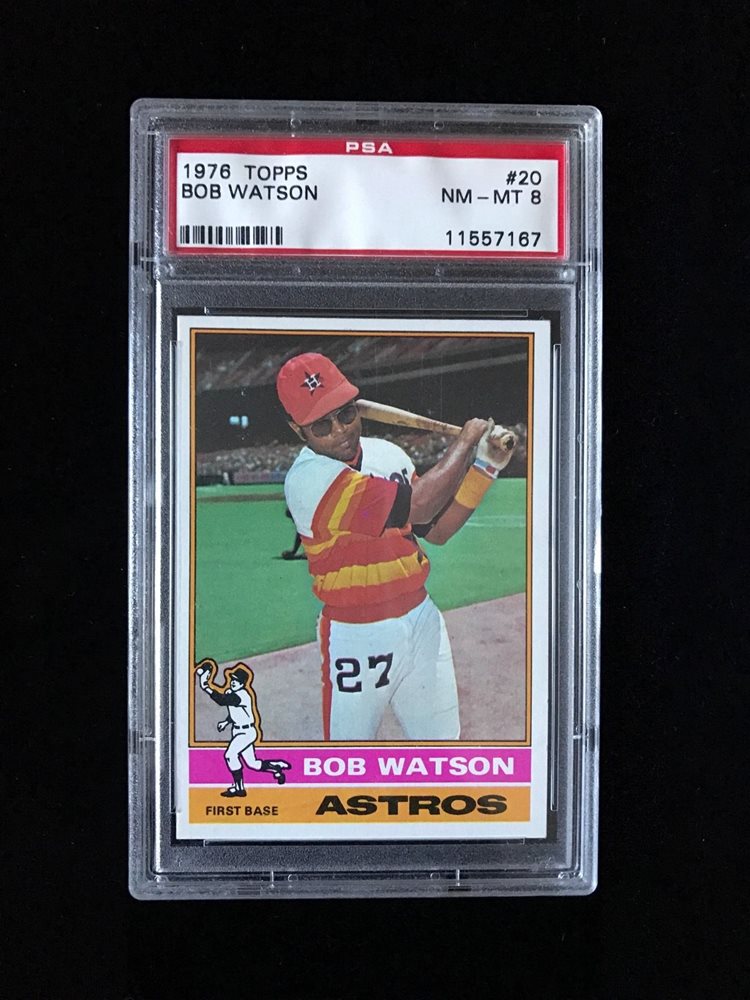 PSA
1976 TOPPS #20
BOB WATSON NM-MT 8
11557167
H
27
BOB WATSON
FIRST BASE ASTROS